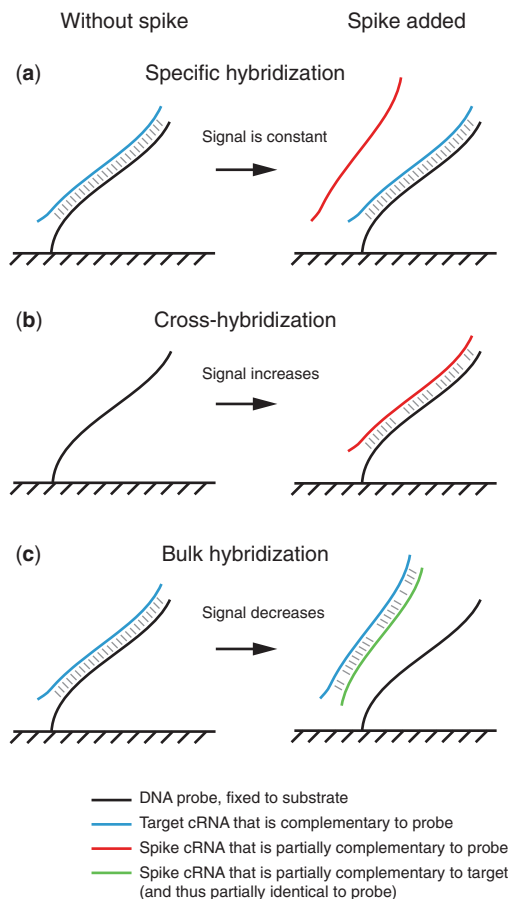 Without spike
Spike added
(a) Specific hybridization
Signal is constant
(b) Cross-hybridization
Signal increases
(c) Bulk hybridization
Signal decreases
DNA probe, fixed to substrate
Target cRNA that is complementary to probe
Spike cRNA that is partially complementary to probe
Spike cRNA that is partially complementary to target
(and thus partially identical to probe)